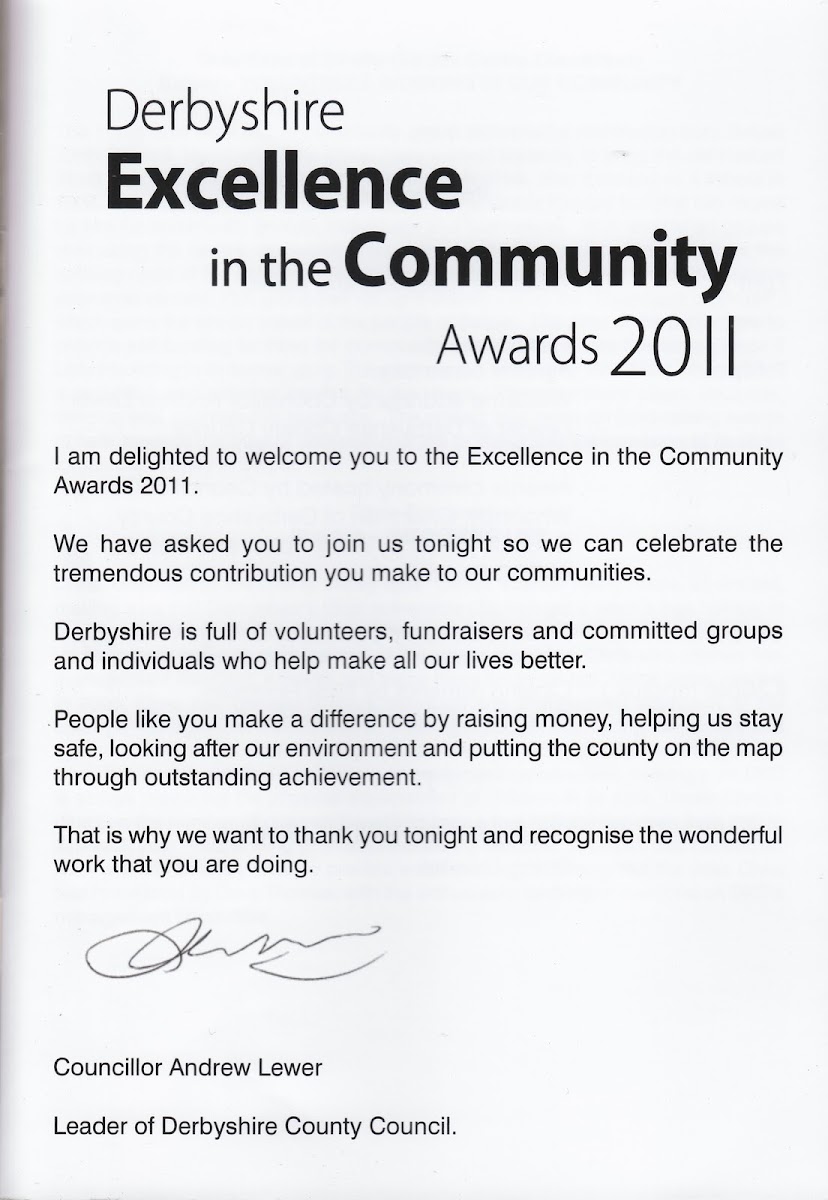 Derbyshire
Excellence
in the Community
Awards 2011
I am delighted to welcome you to the Excellence in the Community
Awards 2011.
We have asked you to join us tonight so we can celebrate the
tremendous contribution you make to our communities.
Derbyshire is full of volunteers, fundraisers and committed groups
and individuals who help make all our lives better.
People like you make a difference by raising money, helping us stay
safe, looking after our environment and putting the county on the map
through outstanding achievement.
That is why we want to thank you tonight and recognise the wonderful
work that you are doing.
Councillor Andrew Lewer
Leader of Derbyshire County Council.